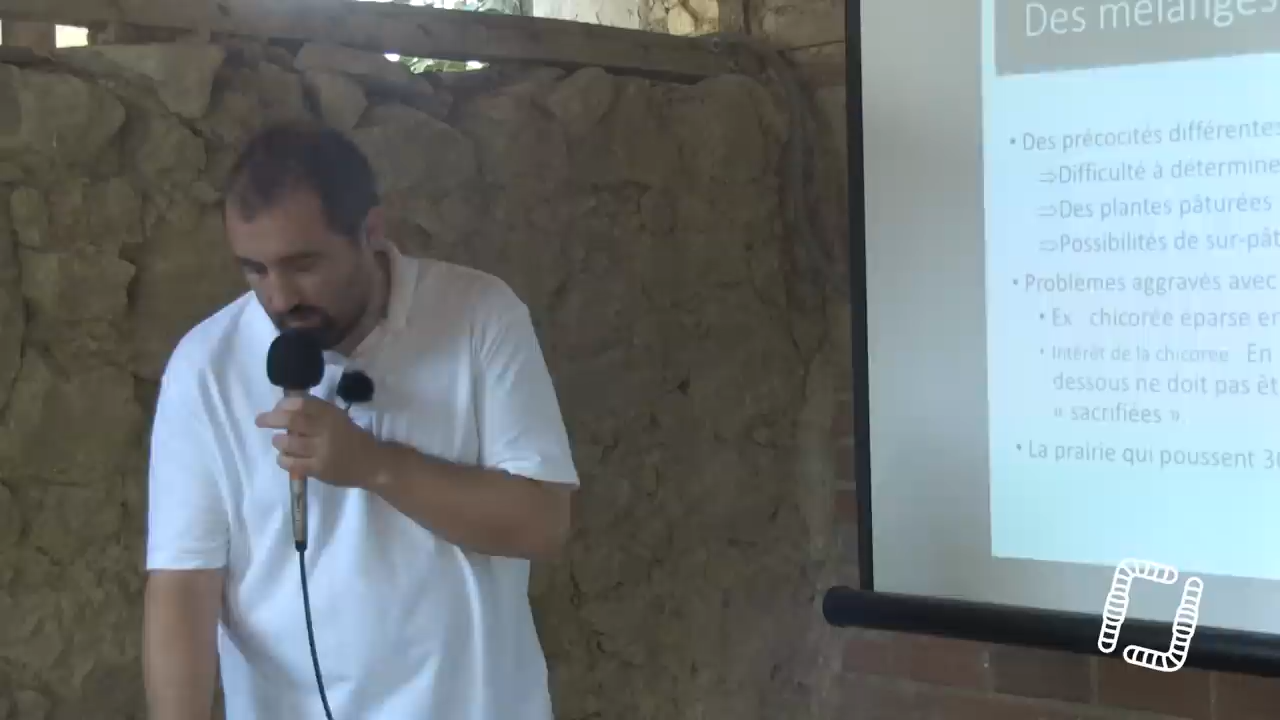 Des mélanges
• Des précocités différentes
⇒Difficulté à détermine
⇒Des plantes pâturées
⇒Possibilités de sur-pât
• Problèmes aggravés avec
• Ex chicorée éparse en
• Intérêt de la chicorée En
dessous ne doit pas êt
« sacrifiées ».
• La prairie qui poussent 30